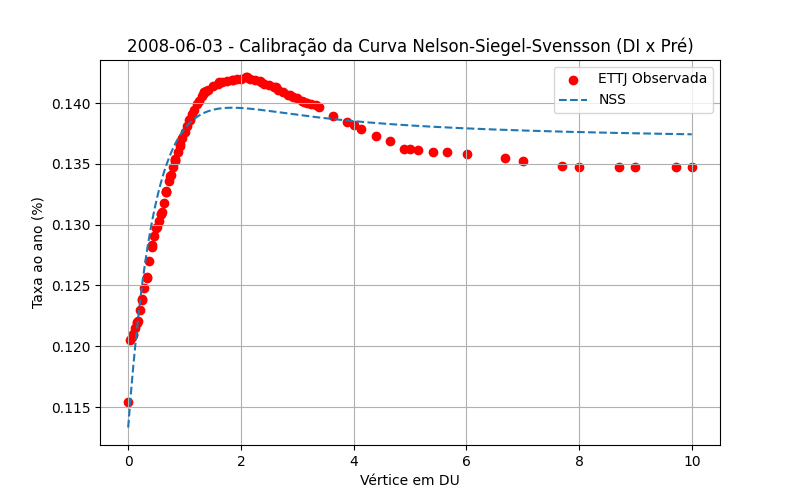 2008-06-03 - Calibração da Curva Nelson-Siegel-Svensson (DI x Pré)
ETTJ Observada
NSS
Taxa ao ano (%)
0.140
0.135
0.130
0.125
0.120
0.115
0 2 4 6 8 10
Vértice em DU